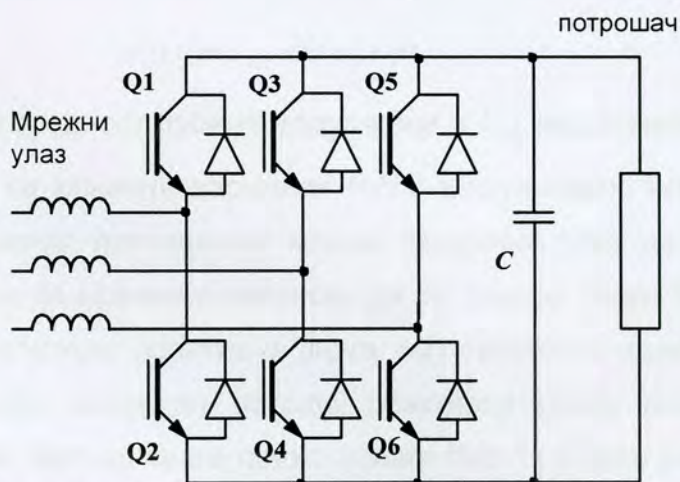 потрошач
Q1
Q3
Q5
Мрежни
улаз
C
Q2
Q4
Q6